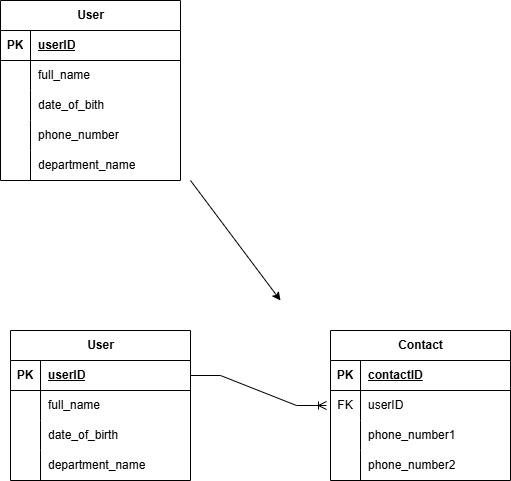 User
PK userID
full_name
date_of_bith
phone_number
department_name
User
PK userID
full_name
date_of_birth
department_name
Contact
PK contactID
FK userID
phone_number1
phone_number2